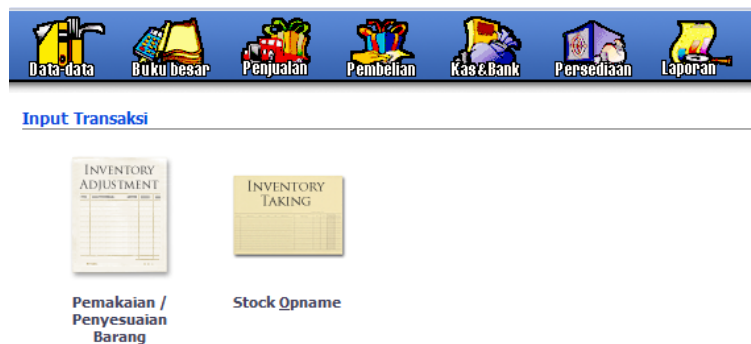 Data-data Buku besar Penjualan Pembelian Kas&Bank Persediaan Laporan
Input Transaksi
INVENTORY
ADJUSTMENT
INVENTORY
TAKING
Pemakaian /
Penyesuaian
Barang
Stock Opname